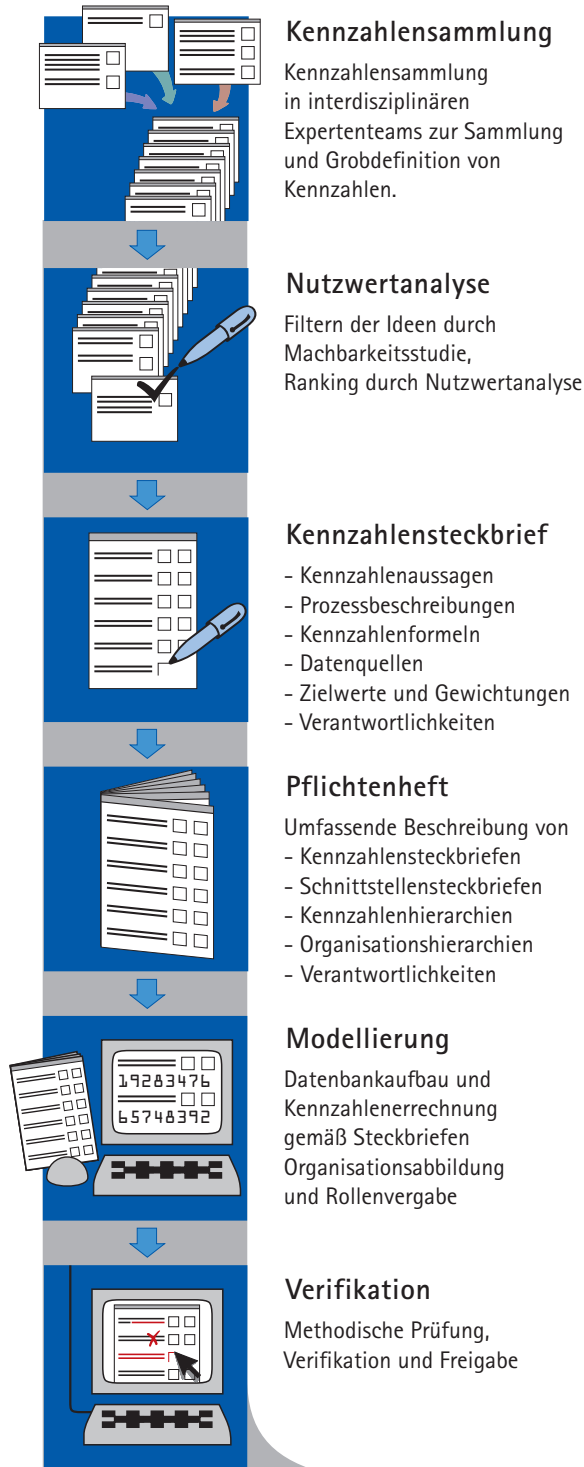 Kennzahlensammlung
Kennzahlensammlung
in interdisziplinären
Expertenteams zur Sammlung
und Grobdefinition von
Kennzahlen.
Nutzwertanalyse
Filtern der Ideen durch
Machbarkeitsstudie,
Ranking durch Nutzwertanalyse
Kennzahlensteckbrief
- Kennzahlenaussagen
- Prozessbeschreibungen
- Kennzahlenformeln
- Datenquellen
- Zielwerte und Gewichtungen
- Verantwortlichkeiten
Pflichtenheft
Umfassende Beschreibung von
- Kennzahlensteckbriefen
- Schnittstellensteckbriefen
- Kennzahlenhierarchien
- Organisationshierarchien
- Verantwortlichkeiten
19283476
65748392
Modellierung
Datenbankaufbau und
Kennzahlenerrechnung
gemäß Steckbriefen
Organisationsabbildung
und Rollenvergabe
Verifikation
Methodische Prüfung,
Verifikation und Freigabe